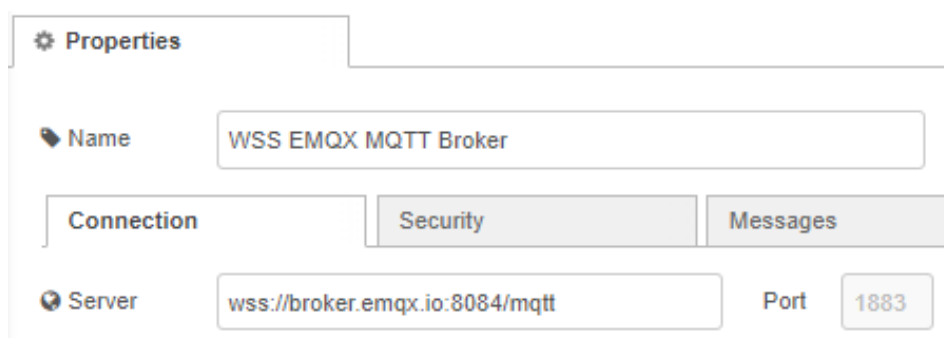 Properties
Name WSS EMQX MQTT Broker
Connection Security Messages
Server wss://broker.emqx.io:8084/mqtt Port 1883